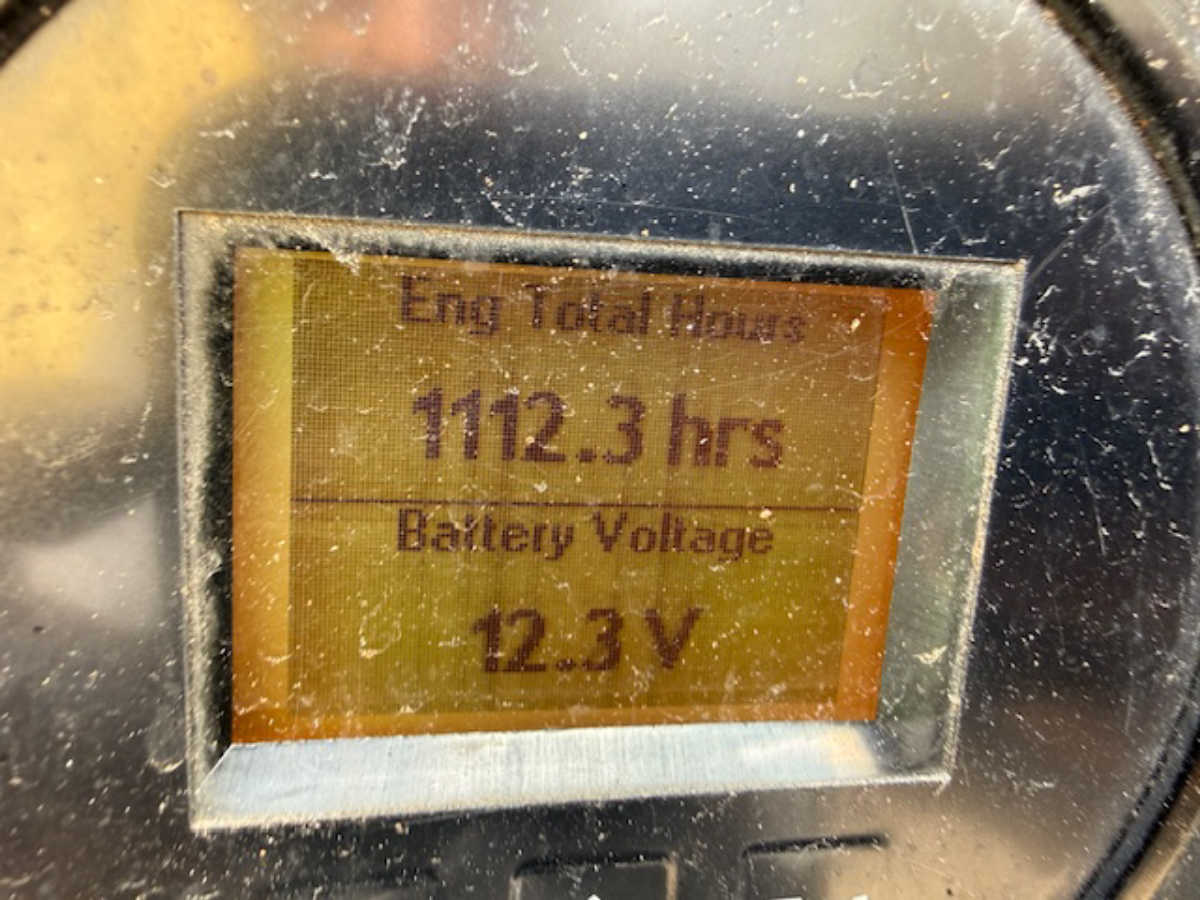 Eng Total Hours
1112.3 hrs
Battery Voltage
12.3 V